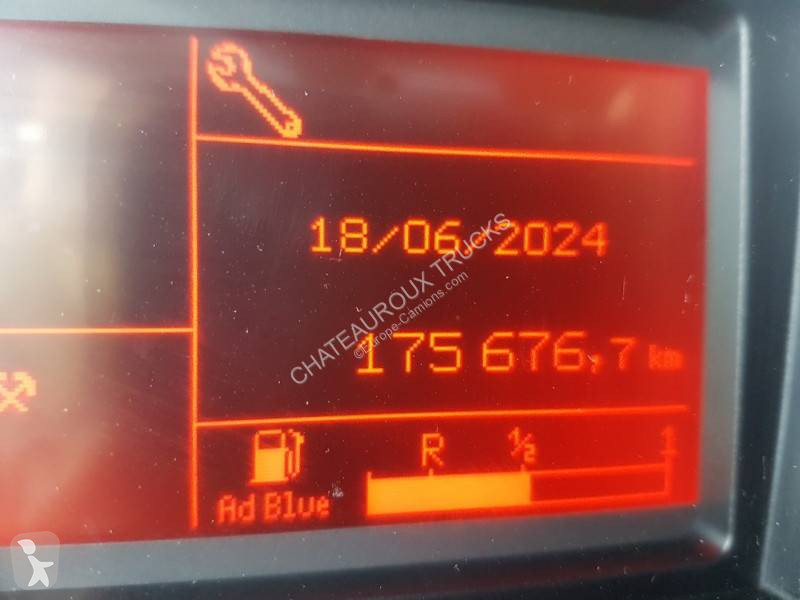 18/06/2024
175 676,7 km
R 1/2 1
Ad Blue
CHATEAUROUX TRUCKS
©Europe-Camions.com